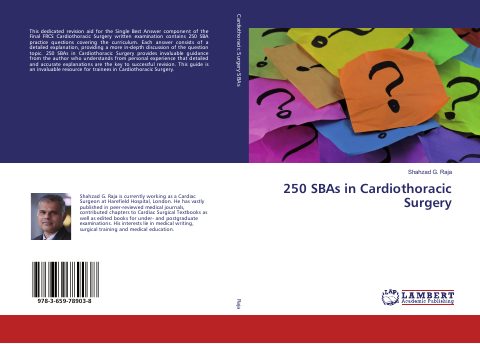 This dedicated revision aid for the Single Best Answer component of the
Final FRCS Cardiothoracic Surgery written examination contains 250 SBA
practice questions covering the curriculum. Each answer consists of a
detailed explanation, providing a more in-depth discussion of the question
topic. 250 SBAs in Cardiothoracic Surgery provides invaluable guidance
from the author who understands from personal experience that detailed
and accurate explanations are the key to successful revision. This guide is
an invaluable resource for trainees in Cardiothoracic Surgery.
Cardiothoracic Surgery SBAs
?
?
?
?
Shahzad G. Raja
250 SBAs in Cardiothoracic
Surgery
Shahzad G. Raja is currently working as a Cardiac
Surgeon at Harefield Hospital, London. He has vastly
published in peer-reviewed medical journals,
contributed chapters to Cardiac Surgical Textbooks as
well as edited books for under- and postgraduate
examinations. His interests lie in medical writing,
surgical training and medical education.
978-3-659-78903-8
Raja
LAP LAMBERT
Academic Publishing